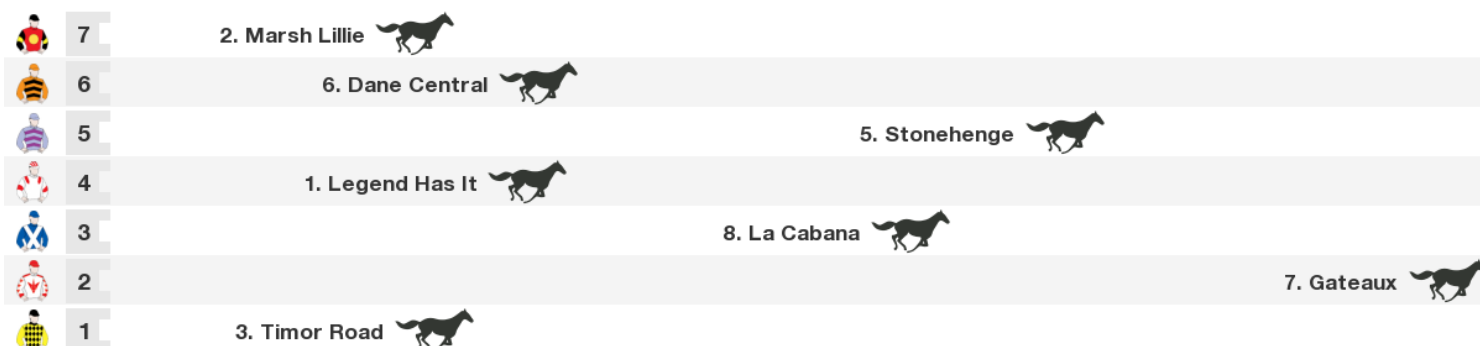 7 2. Marsh Lillie
6 6. Dane Central
5 5. Stonehenge
4 1. Legend Has It
3 8. La Cabana
2 7. Gateaux
1 3. Timor Road